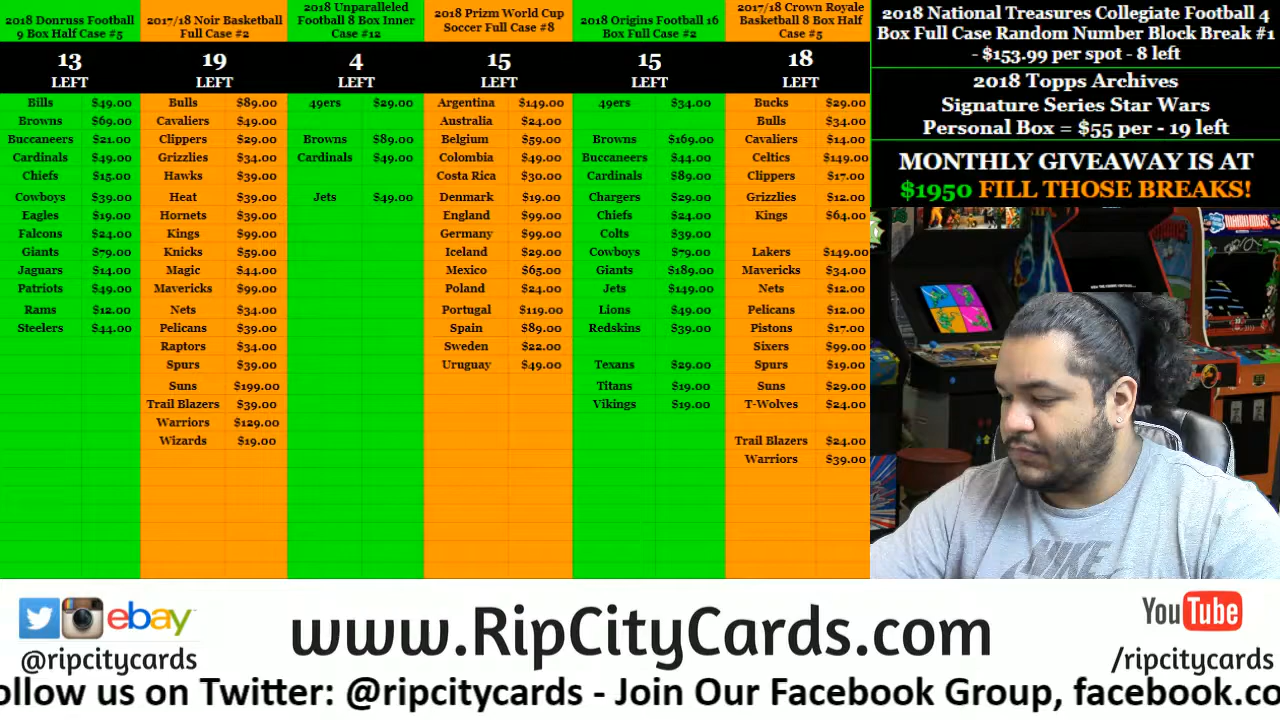 2018 Donruss Football
9 Box Half Case #5
13
LEFT
Bills $49.00
Browns $69.00
Buccaneers $21.00
Cardinals $49.00
Chiefs $15.00
Cowboys $39.00
Eagles $19.00
Falcons $24.00
Giants $79.00
Jaguars $14.00
Patriots $49.00
Rams $12.00
Steelers $44.00
2017/18 Noir Basketball
Full Case #2
19
LEFT
Bulls $89.00
Cavaliers $49.00
Clippers $29.00
Grizzlies $34.00
Hawks $39.00
Heat $39.00
Hornets $39.00
Kings $99.00
Knicks $59.00
Magic $44.00
Mavericks $99.00
Nets $34.00
Pelicans $39.00
Raptors $34.00
Spurs $39.00
Suns $199.00
Trail Blazers $39.00
Warriors $129.00
Wizards $19.00
2018 Unparalleled
Football 8 Box Inner
Case #12
4
LEFT
49ers $29.00
Browns $89.00
Cardinals $49.00
Jets $49.00
2018 Prizm World Cup
Soccer Full Case #8
15
LEFT
Argentina $149.00
Australia $24.00
Belgium $59.00
Colombia $49.00
Costa Rica $30.00
Denmark $19.00
England $99.00
Germany $99.00
Iceland $29.00
Mexico $65.00
Poland $24.00
Portugal $119.00
Spain $89.00
Sweden $22.00
Uruguay $49.00
2018 Origins Football 16
Box Full Case #2
15
LEFT
49ers $34.00
Browns $169.00
Buccaneers $44.00
Cardinals $89.00
Chargers $29.00
Chiefs $24.00
Colts $39.00
Cowboys $79.00
Giants $189.00
Jets $149.00
Lions $49.00
Redskins $39.00
Texans $29.00
Titans $19.00
Vikings $19.00
2017/18 Crown Royale
Basketball 8 Box Half
Case #5
18
LEFT
Bucks $29.00
Bulls $34.00
Cavaliers $14.00
Celtics $149.00
Clippers $17.00
Grizzlies $12.00
Kings $64.00
Lakers $149.00
Mavericks $34.00
Nets $12.00
Pelicans $12.00
Pistons $17.00
Sixers $99.00
Spurs $19.00
Suns $29.00
T-Wolves $24.00
Trail Blazers $24.00
Warriors $39.00
2018 National Treasures Collegiate Football 4
Box Full Case Random Number Block Break #1
- $153.99 per spot - 8 left
2018 Topps Archives
Signature Series Star Wars
Personal Box = $55 per - 19 left
MONTHLY GIVEAWAY IS AT
$1950 FILL THOSE BREAKS!
NIKE
ebay
@ripcitycards
www.RipCityCards.com
YouTube
/ripcitycards
ollow us on Twitter: @ripcitycards - Join Our Facebook Group, facebook.co